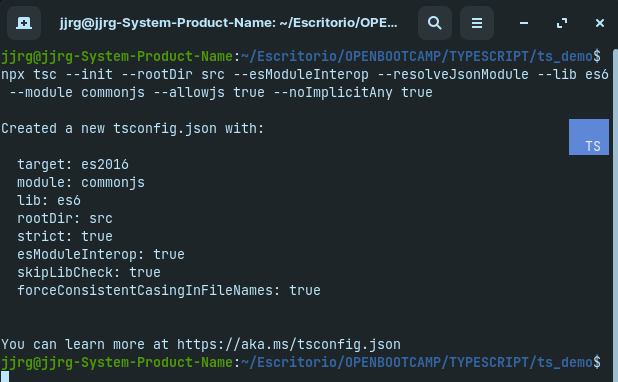 jjrg@jjrg-System-Product-Name: ~/Escritorio/OPE...
jjrg@jjrg-System-Product-Name:~/Escritorio/OPENBOOTCAMP/TYPESCRIPT/ts_demo$
npx tsc --init --rootDir src --esModuleInterop --resolveJsonModule --lib es6
--module commonjs --allowjs true --noImplicitAny true
Created a new tsconfig.json with:
TS
target: es2016
module: commonjs
lib: es6
rootDir: src
strict: true
esModuleInterop: true
skipLibCheck: true
forceConsistentCasingInFileNames: true
You can learn more at https://aka.ms/tsconfig.json
jjrg@jjrg-System-Product-Name:~/Escritorio/OPENBOOTCAMP/TYPESCRIPT/ts_demo$